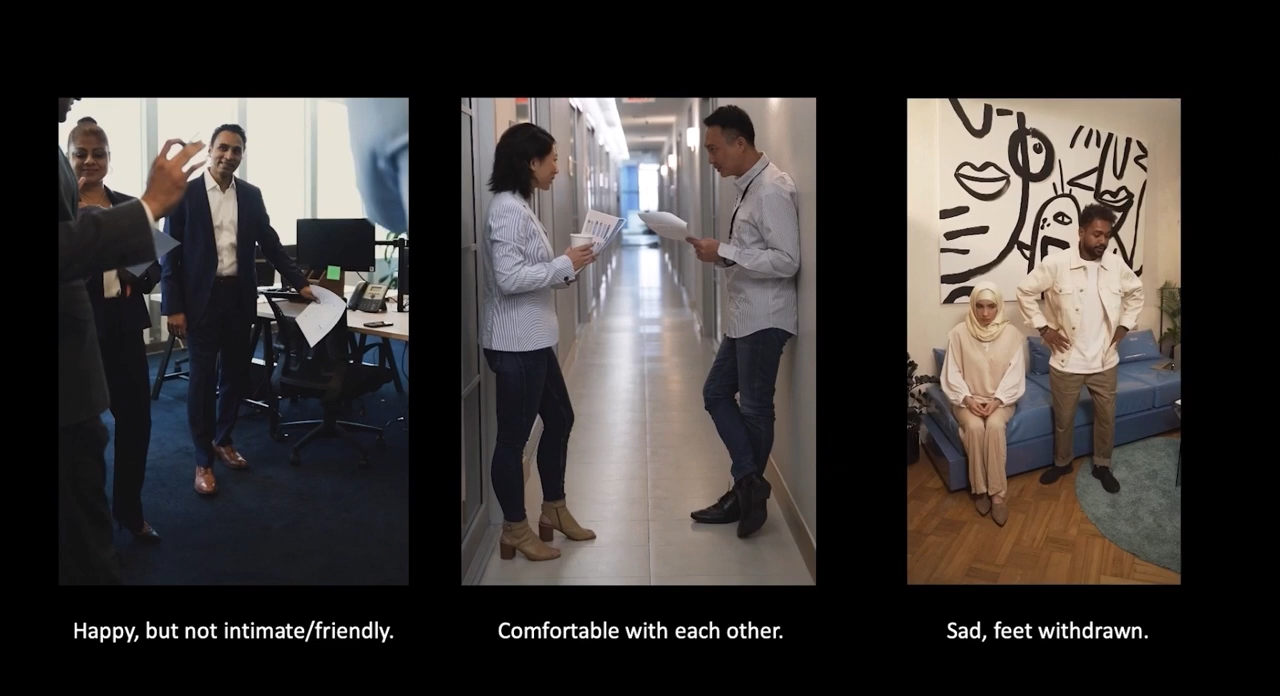 Happy, but not intimate/friendly.
Comfortable with each other.
Sad, feet withdrawn.